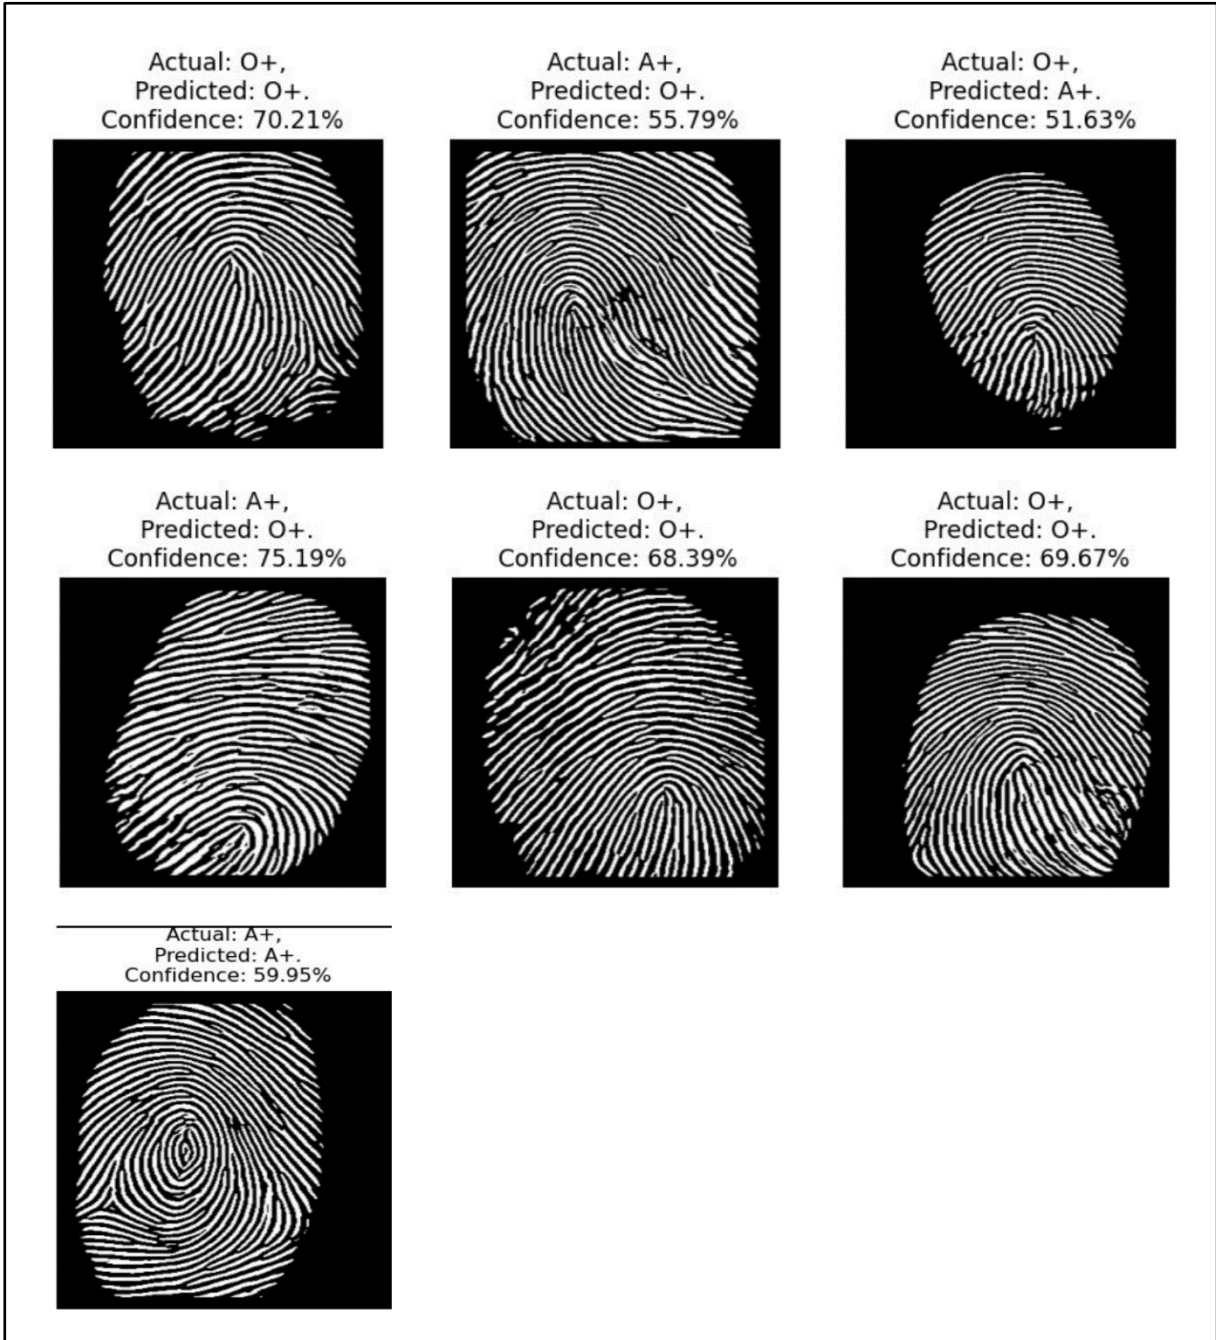 Actual: O+,
Predicted: O+.
Confidence: 70.21%
Actual: A+,
Predicted: O+.
Confidence: 55.79%
Actual: O+,
Predicted: A+.
Confidence: 51.63%
Actual: A+,
Predicted: O+.
Confidence: 75.19%
Actual: O+,
Predicted: O+.
Confidence: 68.39%
Actual: O+,
Predicted: O+.
Confidence: 69.67%
Actual: A+,
Predicted: A+.
Confidence: 59.95%